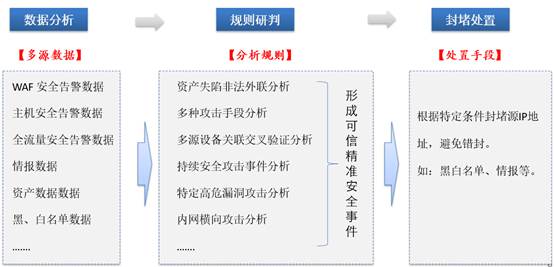 数据分析
规则研判
封堵处置
【多源数据】
【分析规则】
【处置手段】
WAF 安全告警数据
主机安全告警数据
全流量安全告警数据
情报数据
资产数据数据
黑、白名单数据
.......
资产失陷非法外联分析
多种攻击手段分析
多源设备关联交叉验证分析
持续安全攻击事件分析
特定高危漏洞攻击分析
内网横向攻击分析
.......
形成可信精准安全事件
根据特定条件封堵源IP地
址，避免错封。
如：黑白名单、情报等。